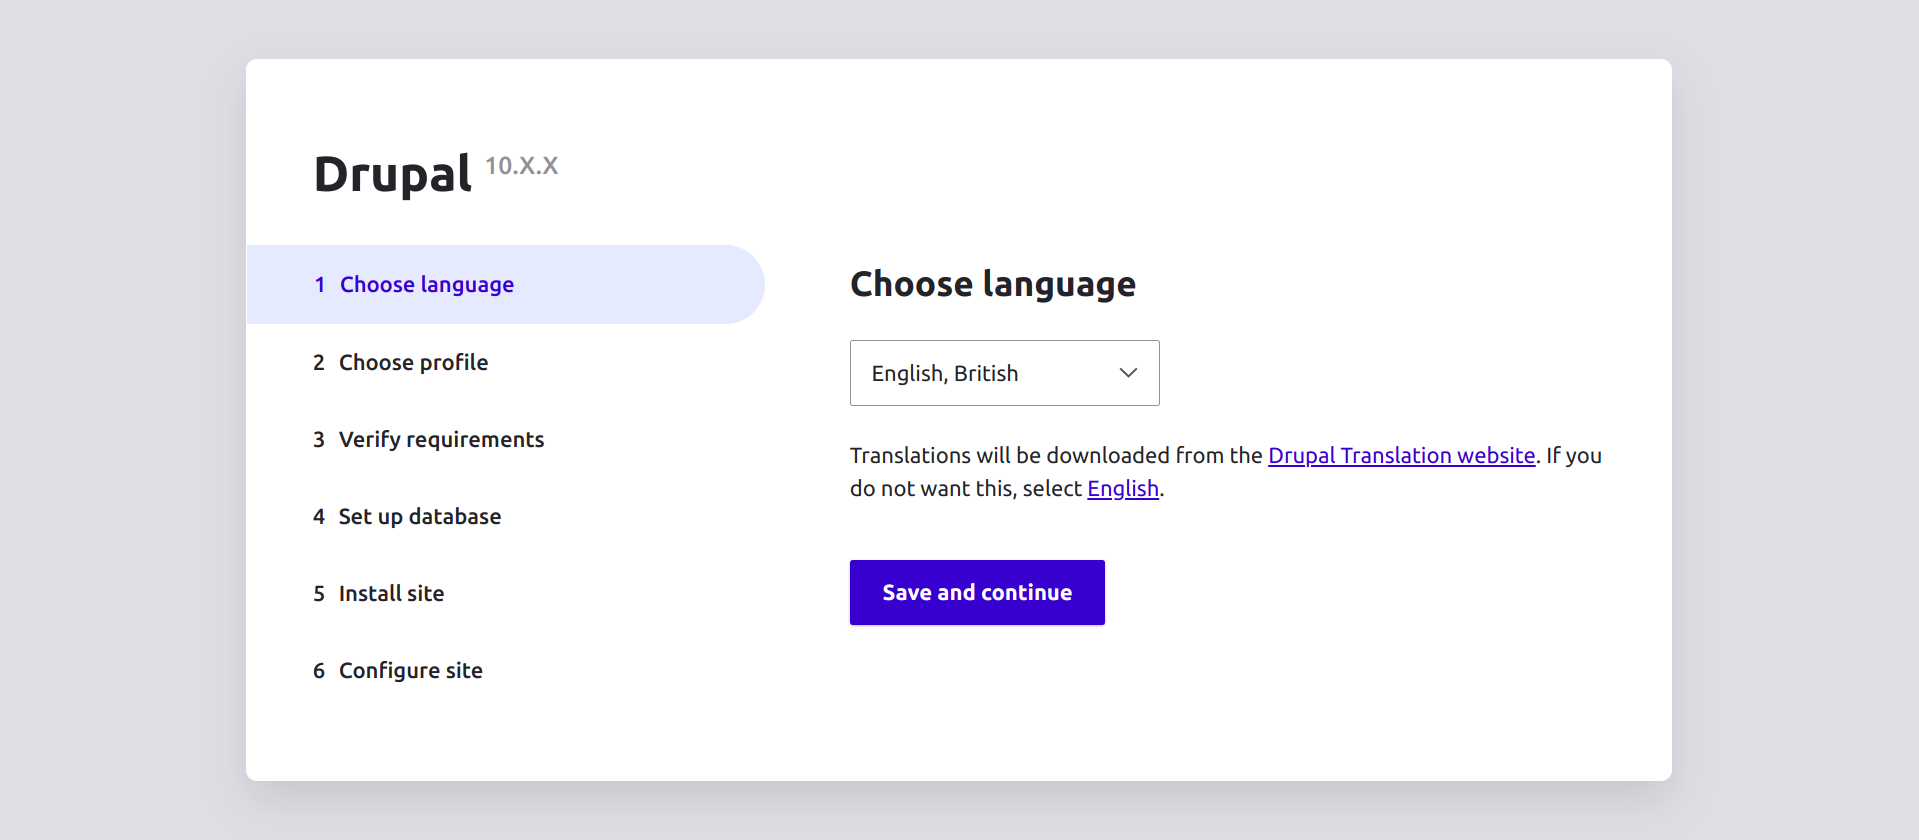 Drupal 10.X.X
1 Choose language
2 Choose profile
3 Verify requirements
4 Set up database
5 Install site
6 Configure site
Choose language
English, British
Translations will be downloaded from the Drupal Translation website. If you
do not want this, select English.
Save and continue